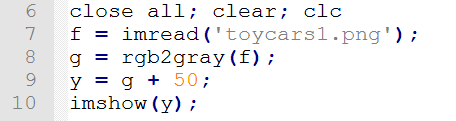 6 close all; clear; clc
7 f = imread('toycars1.png');
8 g = rgb2gray(f);
9 y = g + 50;
10 imshow(y);